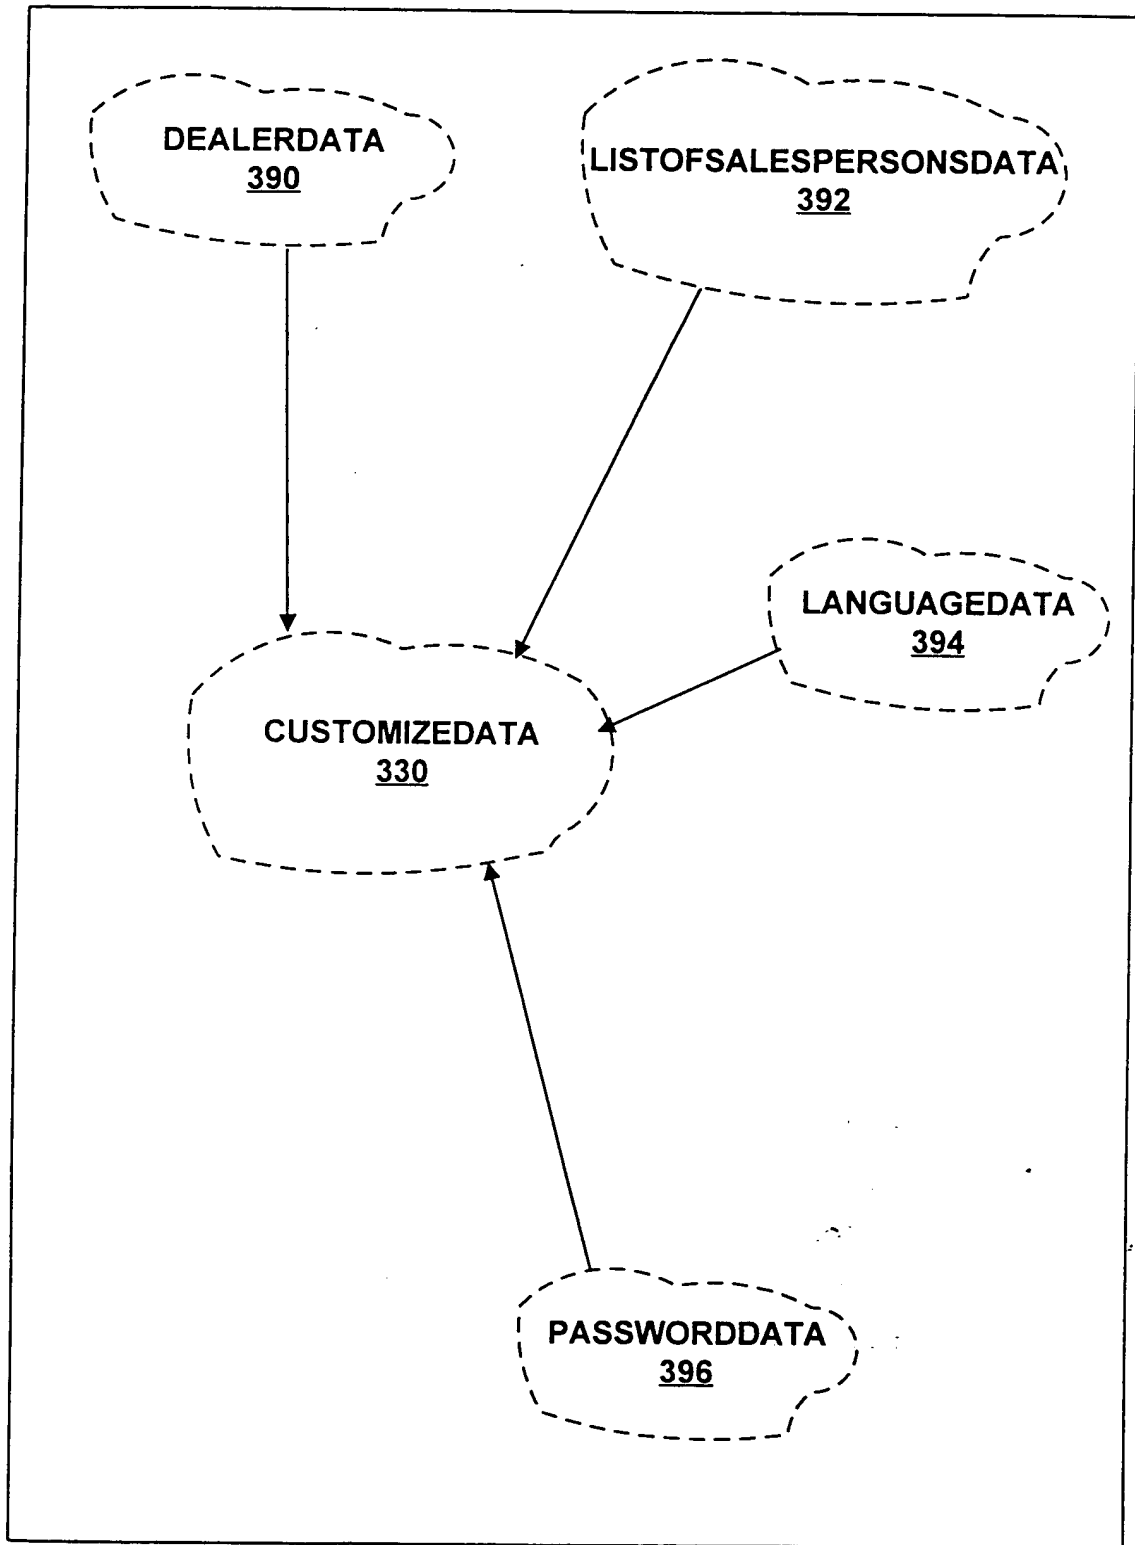 DEALERDATA
390
LISTOFSALESPERSONSDATA
392
LANGUAGEDATA
394
CUSTOMIZEDATA
330
PASSWORDDATA
396